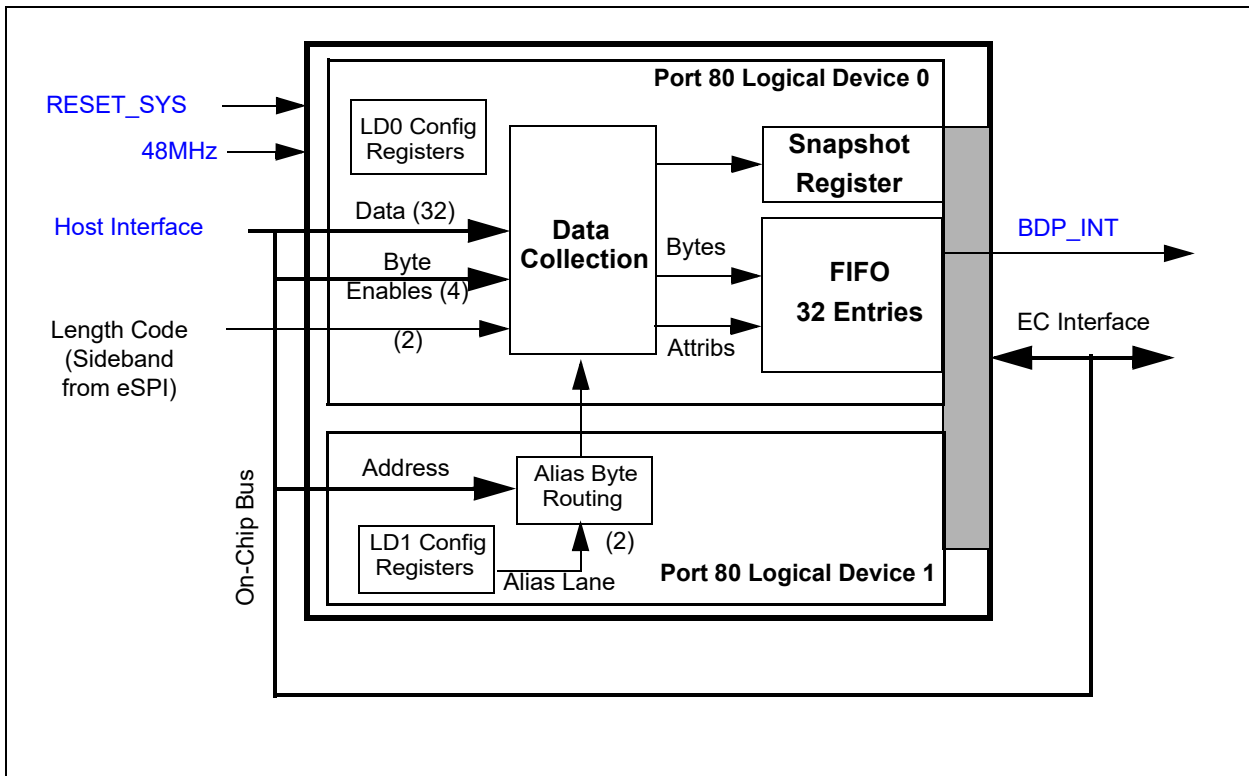 Port 80 Logical Device 0
RESET_SYS
48MHz
LD0 Config
Registers
Snapshot
Register
Host Interface
Data (32)
Data
Collection
Byte
Enables (4)
Bytes
FIFO
32 Entries
BDP_INT
Length Code
(Sideband
from eSPI)
(2)
Attribs
EC Interface
On-Chip Bus
Address
Alias Byte
Routing
(2)
LD1 Config
Registers
Alias Lane
Port 80 Logical Device 1